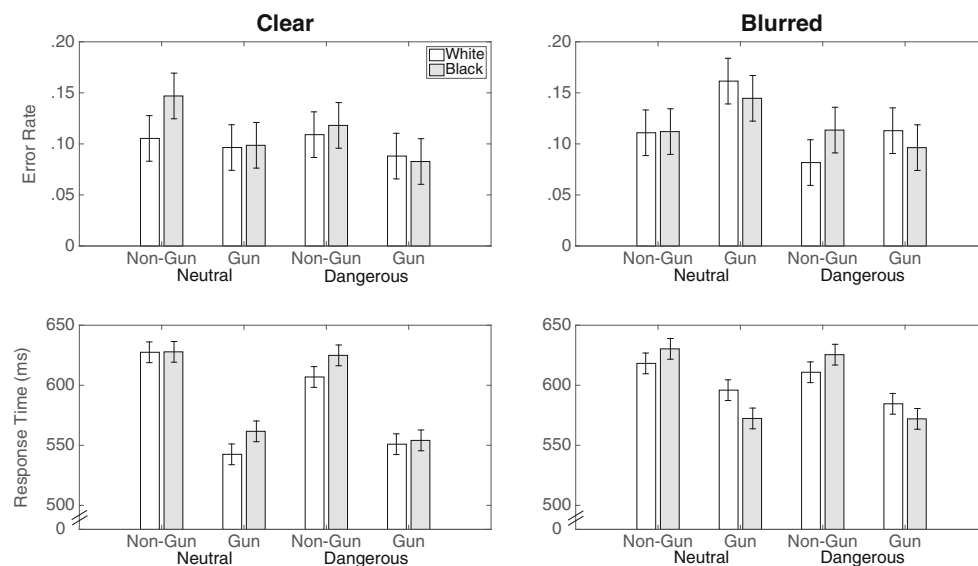 Clear
Blurred
.20
.15
.10
.05
0
Error Rate
White
Black
Non-Gun Gun Non-Gun Gun
Neutral Dangerous
.20
.15
.10
.05
0
Non-Gun Gun Non-Gun Gun
Neutral Dangerous
650
600
550
500
0
Response Time (ms)
Non-Gun Gun Non-Gun Gun
Neutral Dangerous
650
600
550
500
0
Non-Gun Gun Non-Gun Gun
Neutral Dangerous